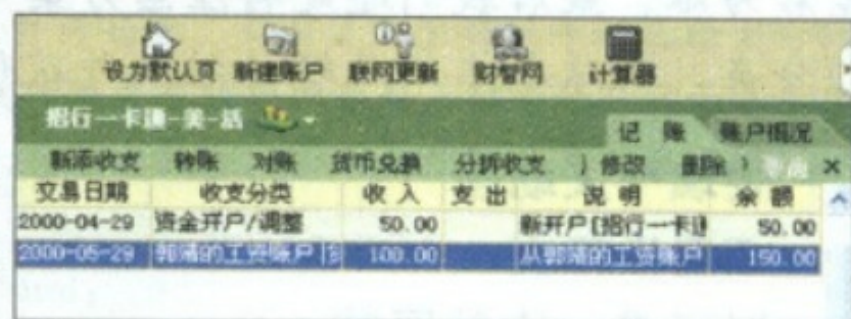 设为默认页 新建账户 联网更新 财智网 计算器
招行一卡通-美-活
记 账 账户概况
新添收支 转账 对账 货币兑换 分拆收支 修改 删除
交易日期 收支分类 收 入 支 出 说 明 余 额
2000-04-29 资金开户/调整 50.00 新开户[招行一卡通 50.00
2000-05-29 郭靖的工资账户 100.00 从郭靖的工资账户 150.00